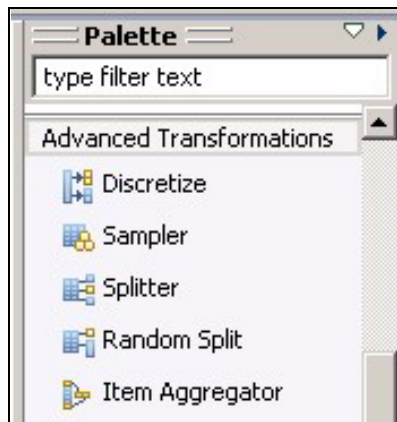 Palette
type filter text
Advanced Transformations
Discretize
Sampler
Splitter
Random Split
Item Aggregator